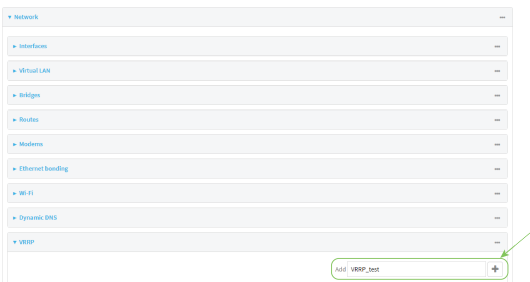 Network
Interfaces
Virtual LAN
Bridges
Routes
Modems
Ethernet bonding
Wi-Fi
Dynamic DNS
VRRP
Add VRRP_test